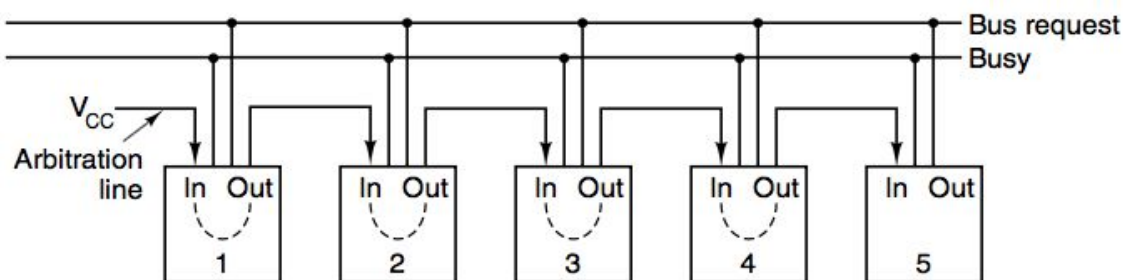 Bus request
Busy
VCC
Arbitration
line
In Out
In Out
In Out
In Out
In Out
1
2
3
4
5